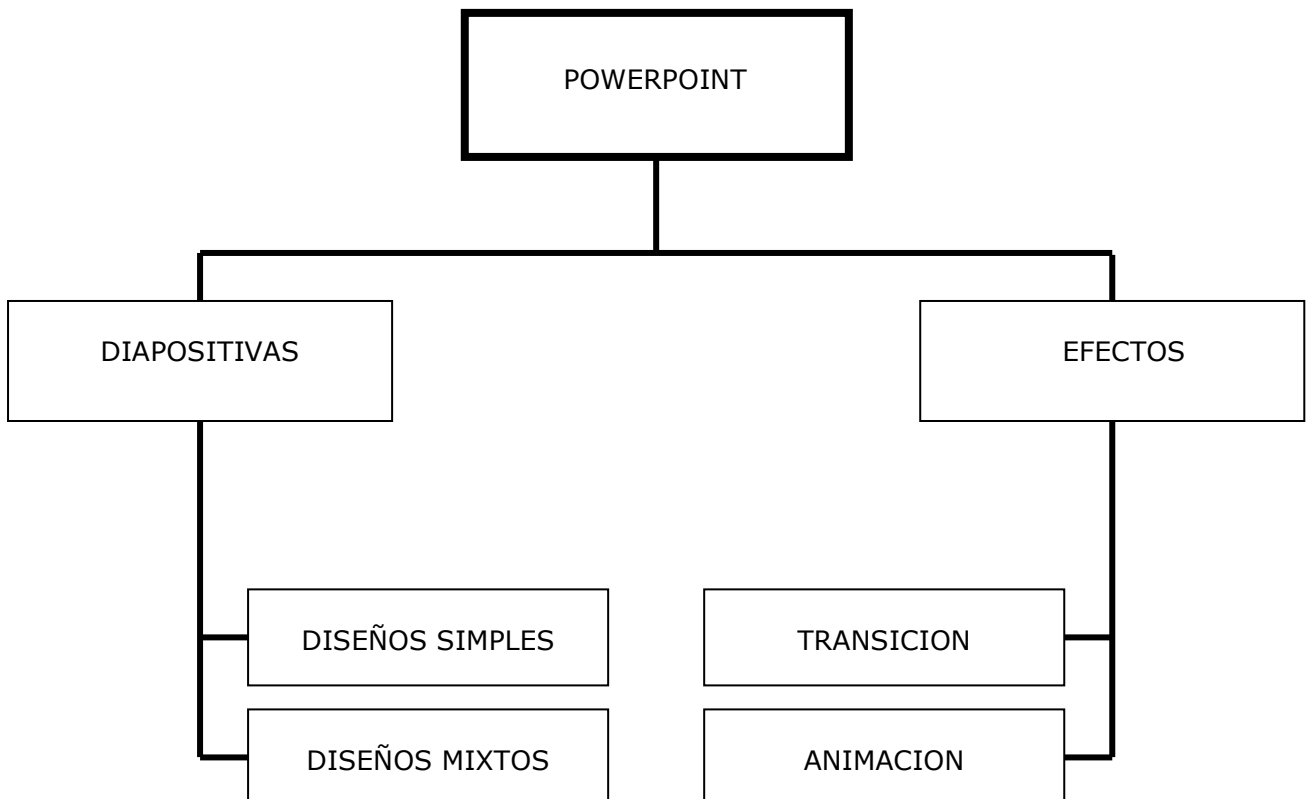 POWERPOINT
DIAPOSITIVAS
EFECTOS
DISEÑOS SIMPLES
TRANSICION
DISEÑOS MIXTOS
ANIMACION